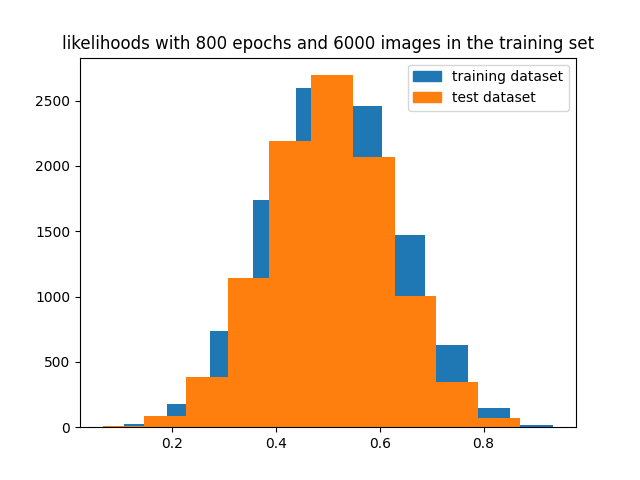 likelihoods with 800 epochs and 6000 images in the training set
training dataset
test dataset
2500
2000
1500
1000
500
0
0.2 0.4 0.6 0.8